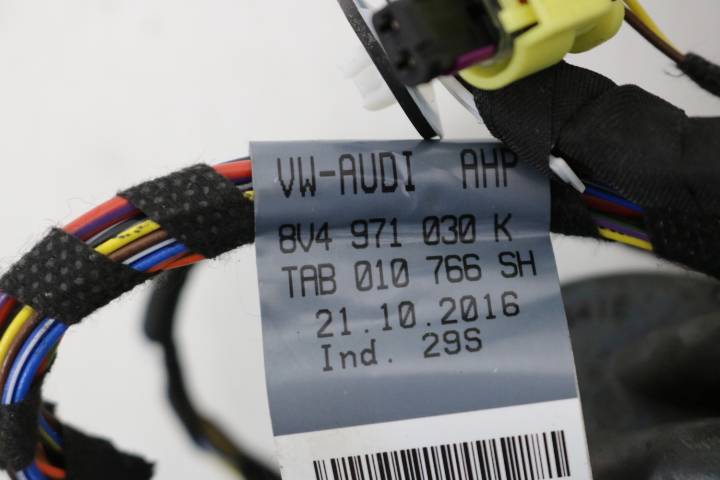 VW-AUDI AHP
8V4 971 030 K
TAB 010 766 SH
21.10.2016
Ind. 29S